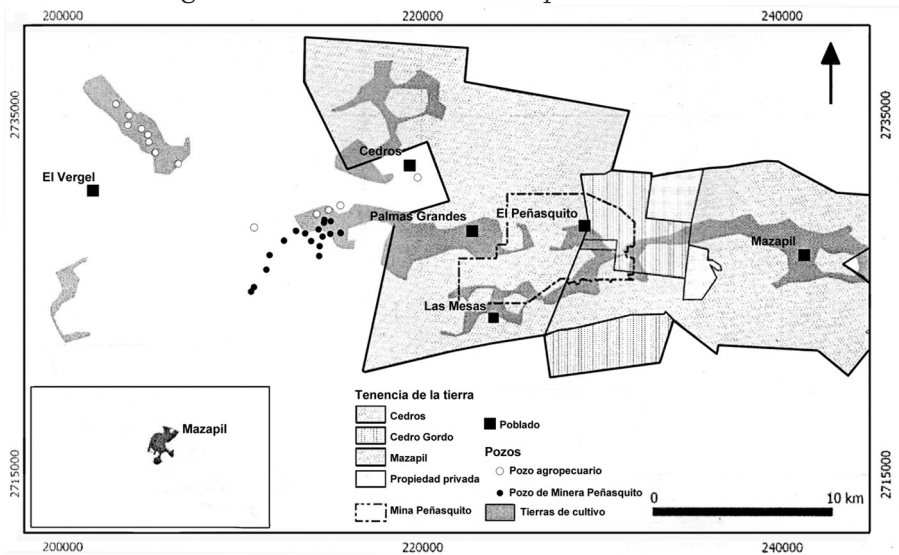 200000
220000
240000
2735000
2735000
Cedros
El Vergel
Palmas Grandes
El Peñasquito
Mazapil
Las Mesas
Mazapil
Tenencia de la tierra
Cedros
Cedro Gordo
Mazapil
Propiedad privada
Mina Peñasquito
Poblado
Pozos
Pozo agropecuario
Pozo de Minera Peñasquito
Tierras de cultivo
0
10 km
2715000
2715000
200000
220000
240000